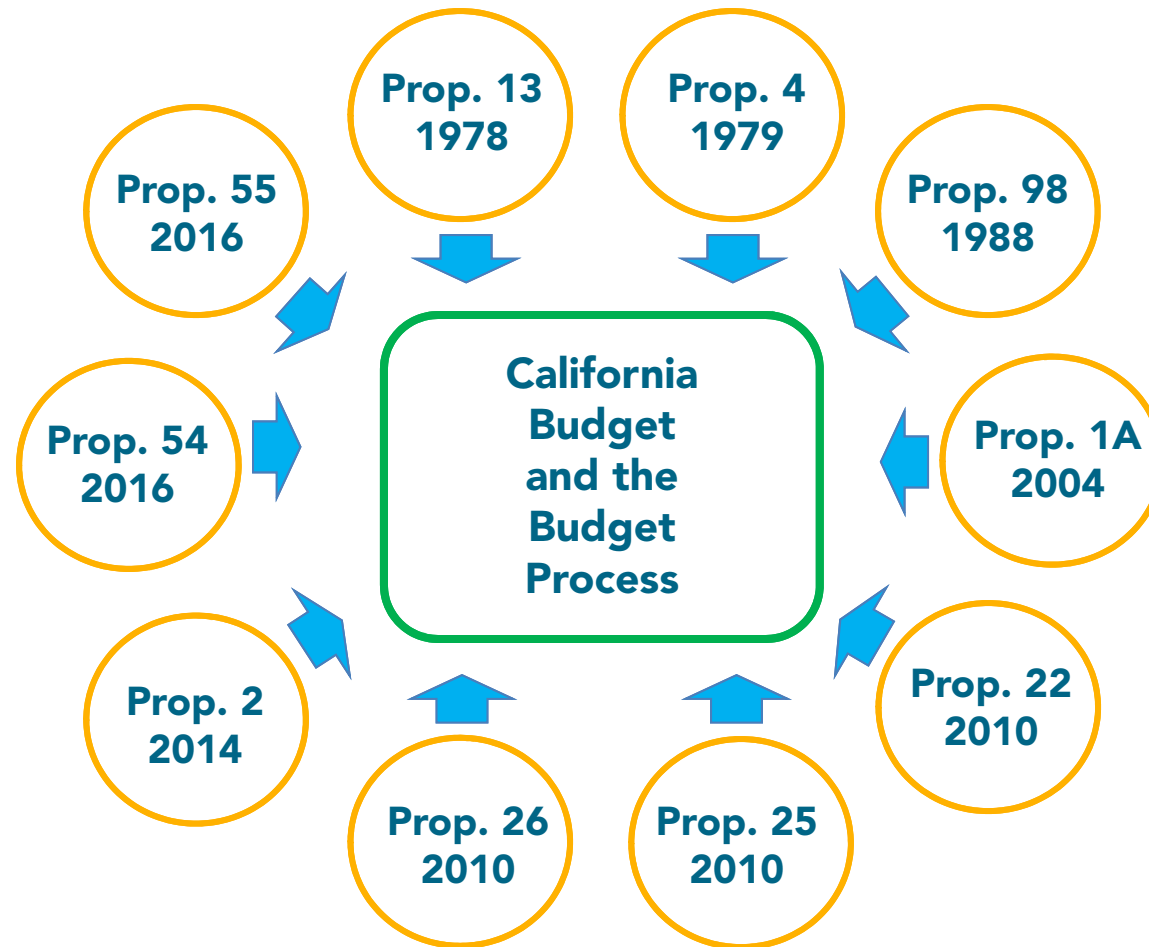 Prop. 13
1978
Prop. 4
1979
Prop. 98
1988
Prop. 1A
2004
Prop. 22
2010
Prop. 25
2010
Prop. 26
2010
Prop. 2
2014
Prop. 54
2016
Prop. 55
2016
California
Budget
and the
Budget
Process